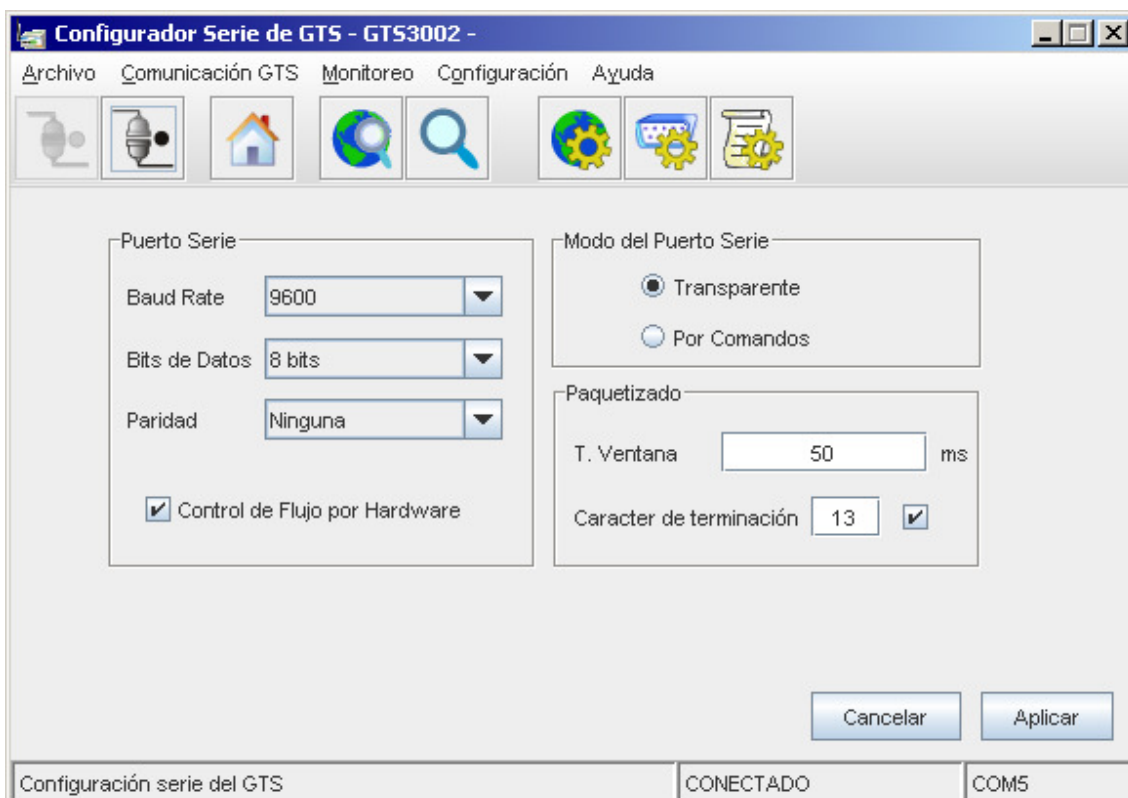 Configurador Serie de GTS - GTS3002 -
Archivo Comunicación GTS Monitoreo Configuración Ayuda
Puerto Serie
Baud Rate 9600
Bits de Datos 8 bits
Paridad Ninguna
Control de Flujo por Hardware
Modo del Puerto Serie
Transparente
Por Comandos
Paquetizado
T. Ventana 50 ms
Caracter de terminación 13
Cancelar Aplicar
Configuración serie del GTS CONECTADO COM5